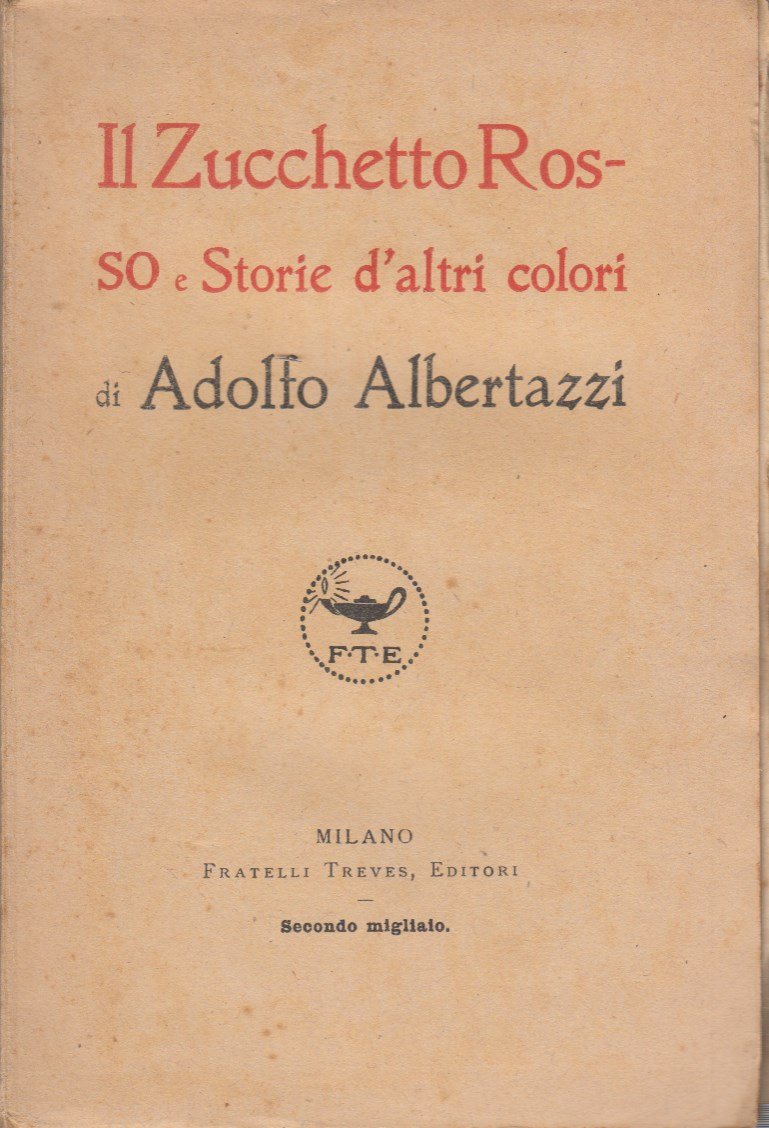 Il Zucchetto Ros-
so e Storie d'altri colori
di Adolfo Albertazzi
F·T·E
MILANO
FRATELLI TREVES, EDITORI
Secondo migliaio.